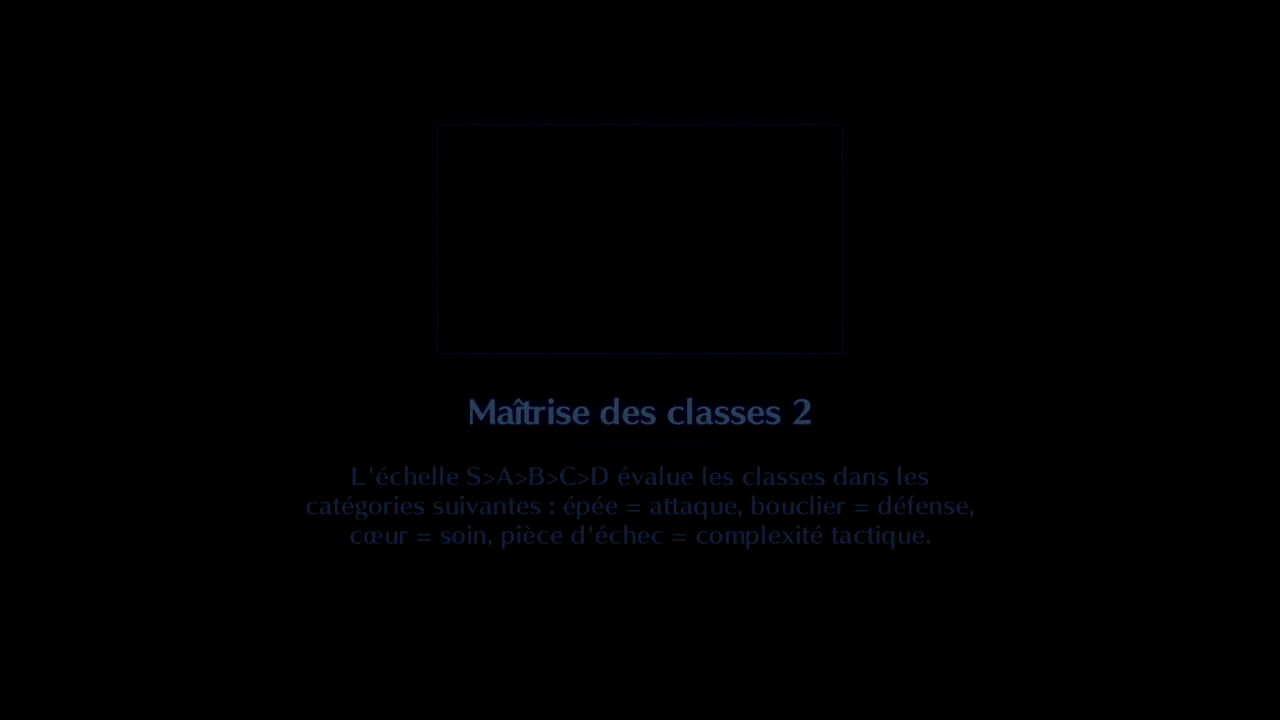 Maîtrise des classes 2
L'échelle S>A>B>C>D évalue les classes dans les
catégories suivantes : épée = attaque, bouclier = défense,
cœur = soin, pièce d'échec = complexité tactique.